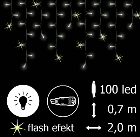 100 led
0,7 m
flash efekt
2,0 m